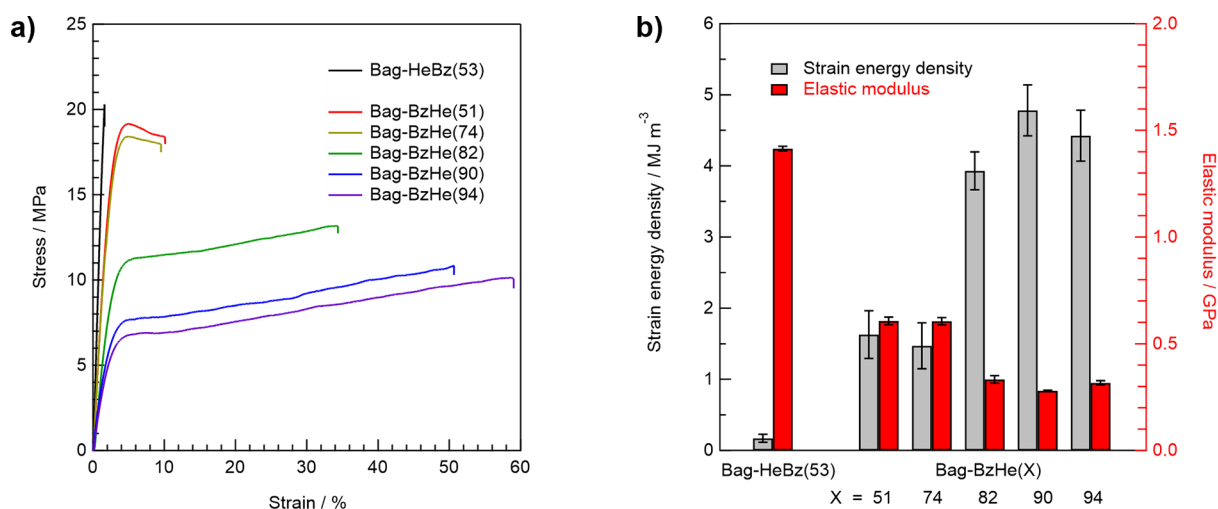 a)
25
20
15
10
5
0
Stress / MPa
0 10 20 30 40 50 60
Strain / %
Bag-HeBz(53)
Bag-BzHe(51)
Bag-BzHe(74)
Bag-BzHe(82)
Bag-BzHe(90)
Bag-BzHe(94)
b)
6
5
4
3
2
1
0
Strain energy density / MJ m⁻³
Strain energy density
Elastic modulus
2.0
1.5
1.0
0.5
0.0
Elastic modulus / GPa
Bag-HeBz(53) Bag-BzHe(X)
X = 51 74 82 90 94